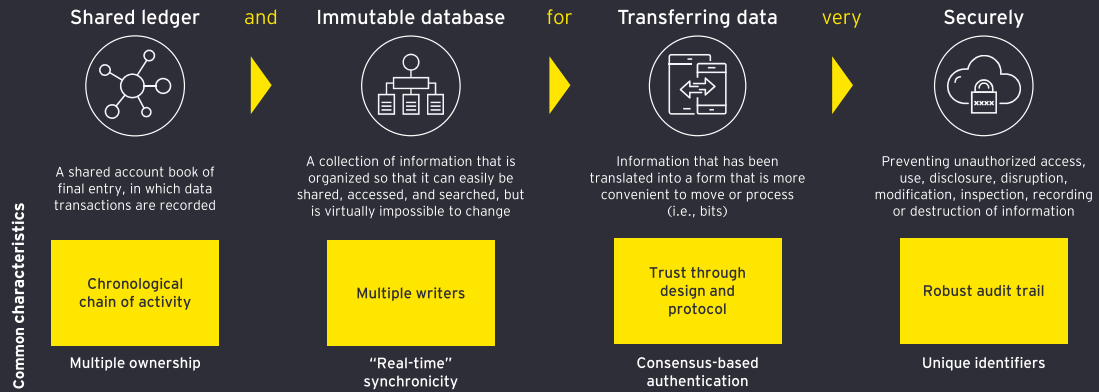 Shared ledger and Immutable database for Transferring data very Securely
xxxx
A shared account book of
final entry, in which data
transactions are recorded
A collection of information that is
organized so that it can easily be
shared, accessed, and searched, but
is virtually impossible to change
Information that has been
translated into a form that is more
convenient to move or process
(i.e., bits)
Preventing unauthorized access,
use, disclosure, disruption,
modification, inspection, recording
or destruction of information
Common characteristics
Chronological
chain of activity
Multiple writers
Trust through
design and
protocol
Robust audit trail
Multiple ownership
“Real-time”
synchronicity
Consensus-based
authentication
Unique identifiers